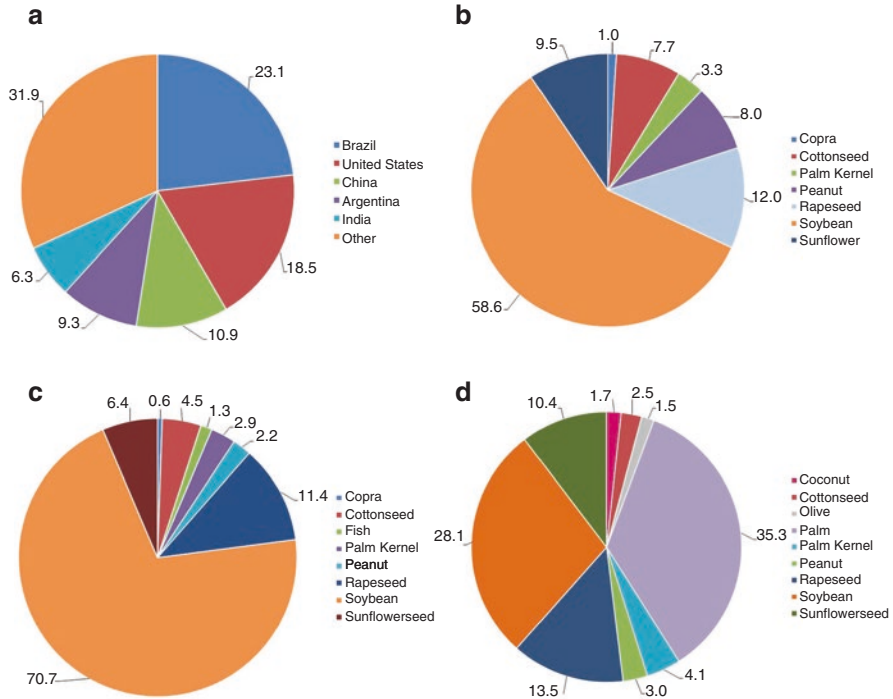 a
23.1
18.5
10.9
9.3
6.3
31.9
Brazil
United States
China
Argentina
India
Other
b
1.0
7.7
3.3
8.0
12.0
58.6
9.5
Copra
Cottonseed
Palm Kernel
Peanut
Rapeseed
Soybean
Sunflower
c
0.6
4.5
1.3
2.9
2.2
11.4
70.7
6.4
Copra
Cottonseed
Fish
Palm Kernel
Peanut
Rapeseed
Soybean
Sunflowerseed
d
1.7
2.5
1.5
35.3
4.1
3.0
13.5
28.1
10.4
Coconut
Cottonseed
Olive
Palm
Palm Kernel
Peanut
Rapeseed
Soybean
Sunflowerseed